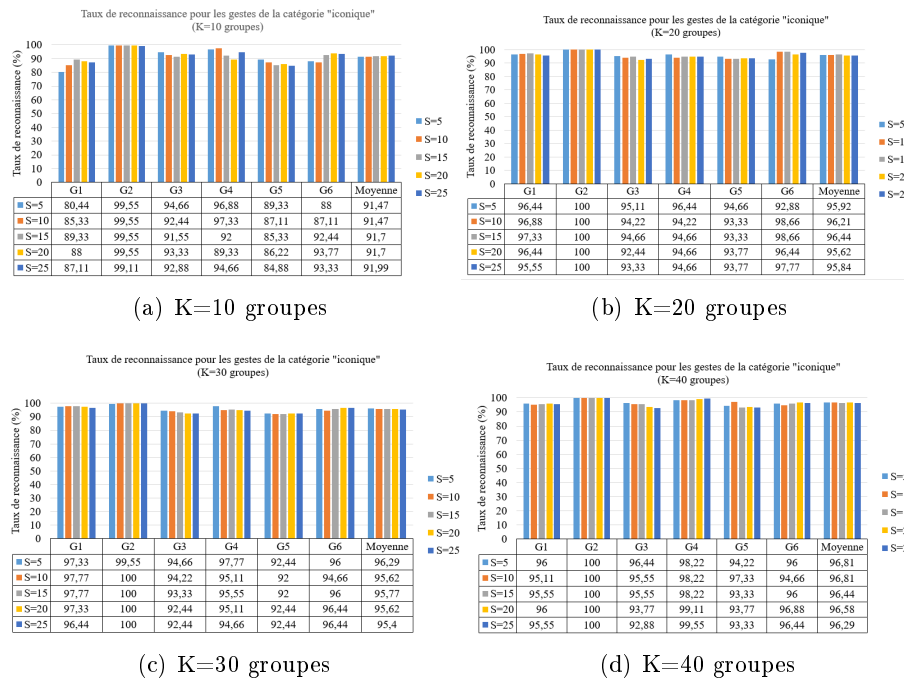 Taux de reconnaissance pour les gestes de la catégorie "iconique"
(K=10 groupes)
Taux de reconnaissance (%)
100
90
80
70
60
50
40
30
20
10
0
S=5
S=10
S=15
S=20
S=25
G1 G2 G3 G4 G5 G6 Moyenne
S=5 80,44 99,55 94,66 96,88 89,33 88 91,47
S=10 85,33 99,55 92,44 97,33 87,11 87,11 91,47
S=15 89,33 99,55 91,55 92 85,33 92,44 91,7
S=20 88 99,55 93,33 89,33 86,22 93,77 91,7
S=25 87,11 99,11 92,88 94,66 84,88 93,33 91,99
(a) K=10 groupes
Taux de reconnaissance pour les gestes de la catégorie "iconique"
(K=20 groupes)
Taux de reconnaissance (%)
100
90
80
70
60
50
40
30
20
10
0
S=5
S=1
S=1
S=2
S=2
G1 G2 G3 G4 G5 G6 Moyenne
S=5 96,44 100 95,11 96,44 94,66 92,88 95,92
S=10 96,88 100 94,22 94,22 93,33 98,66 96,21
S=15 97,33 100 94,66 94,66 93,33 98,66 96,44
S=20 96,44 100 92,44 94,66 93,77 96,44 95,62
S=25 95,55 100 93,33 94,66 93,77 97,77 95,84
(b) K=20 groupes
Taux de reconnaissance pour les gestes de la catégorie "iconique"
(K=30 groupes)
Taux de reconnaissance (%)
100
90
80
70
60
50
40
30
20
10
0
S=5
S=10
S=15
S=20
S=25
G1 G2 G3 G4 G5 G6 Moyenne
S=5 97,33 99,55 94,66 97,77 92,44 96 96,29
S=10 97,77 100 94,22 95,11 92 94,66 95,62
S=15 97,77 100 93,33 95,55 92 96 95,77
S=20 97,33 100 92,44 95,11 92,44 96,44 95,62
S=25 96,44 100 92,44 94,66 92,44 96,44 95,4
(c) K=30 groupes
Taux de reconnaissance pour les gestes de la catégorie "iconique"
(K=40 groupes)
Taux de reconnaissance (%)
100
90
80
70
60
50
40
30
20
10
0
S=
S=
S=
S=
S=
G1 G2 G3 G4 G5 G6 Moyenne
S=5 96 100 96,44 98,22 94,22 96 96,81
S=10 95,11 100 95,55 98,22 97,33 94,66 96,81
S=15 95,55 100 95,55 98,22 93,33 96 96,44
S=20 96 100 93,77 99,11 93,77 96,88 96,58
S=25 95,55 100 92,88 99,55 93,33 96,44 96,29
(d) K=40 groupes